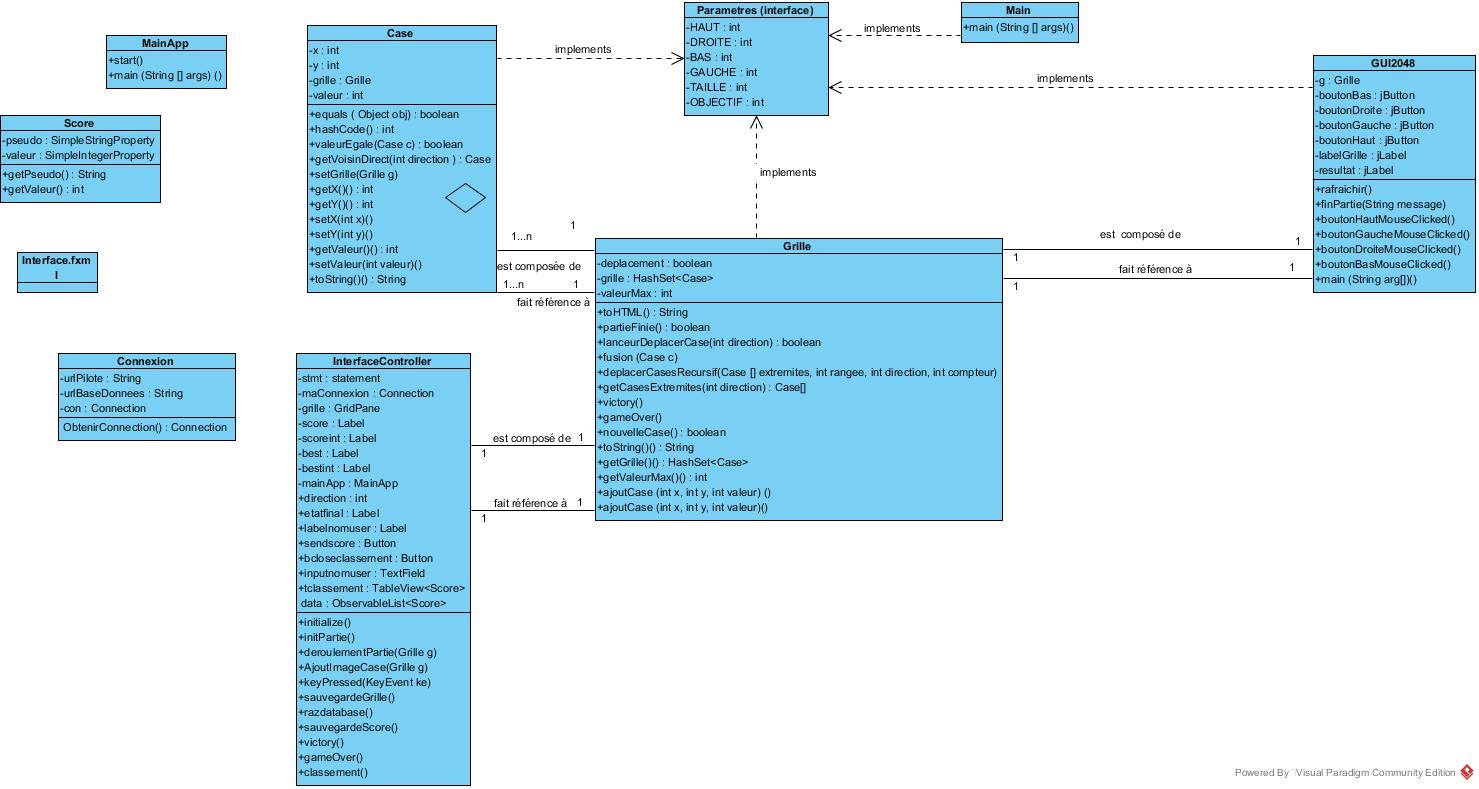 MainApp
+start()
+main (String [] args) ()
Score
-pseudo : SimpleStringProperty
-valeur : SimpleIntegerProperty
+getPseudo() : String
+getValeur() : int
Interface.fxm
l
Connexion
-urlPilote : String
-urlBaseDonnees : String
-con : Connection
ObtenirConnection() : Connection
Case
-x : int
-y : int
-grille : Grille
-valeur : int
+equals ( Object obj) : boolean
+hashCode() : int
+valeurEgale(Case c) : boolean
+getVoisinDirect(int direction ) : Case
+setGrille(Grille g)
+getX()() : int
+getY()() : int
+setX(int x)()
+setY(int y)()
+getValeur()() : int
+setValeur(int valeur)()
+toString()() : String
implements
Parametres (interface)
-HAUT : int
-DROITE : int
-BAS : int
-GAUCHE : int
-TAILLE : int
-OBJECTIF : int
implements
Main
+main (String [] args)()
implements
implements
GUI2048
-g : Grille
-boutonBas : jButton
-boutonDroite : jButton
-boutonGauche : jButton
-boutonHaut : jButton
-labelGrille : jLabel
-resultat : jLabel
+rafraichir()
+finPartie(String message)
+boutonHautMouseClicked()
+boutonGaucheMouseClicked()
+boutonDroiteMouseClicked()
+boutonBasMouseClicked()
+main (String arg[])()
1
1...n
est composée de
1...n
1
fait référence à
est composé de
1
1
fait référence à
1
1
Grille
-deplacement : boolean
-grille : HashSet<Case>
-valeurMax : int
+toHTML() : String
+partieFinie() : boolean
+lanceurDeplacerCase(int direction) : boolean
+fusion (Case c)
+deplacerCasesRecursif(Case [] extremites, int rangee, int direction, int compteur)
+getCasesExtremites(int direction) : Case[]
+victory()
+gameOver()
+nouvelleCase() : boolean
+toString()() : String
+getGrille()() : HashSet<Case>
+getValeurMax()() : int
+ajoutCase (int x, int y, int valeur) ()
+ajoutCase (int x, int y, int valeur)()
InterfaceController
-stmt : statement
-maConnexion : Connection
-grille : GridPane
-score : Label
-scoreint : Label
-best : Label
-bestint : Label
-mainApp : MainApp
+direction : int
+etatfinal : Label
+labelnomuser : Label
+sendscore : Button
+bcloseclassement : Button
+inputnomuser : TextField
+tclassement : TableView<Score>
data : ObservableList<Score>
+initialize()
+initPartie()
+deroulementPartie(Grille g)
+AjoutImageCase(Grille g)
+keyPressed(KeyEvent ke)
+sauvegardeGrille()
+razdatabase()
+sauvegardeScore()
+victory()
+gameOver()
+classement()
est composé de
1
1
fait référence à
1
1
Powered By Visual Paradigm Community Edition